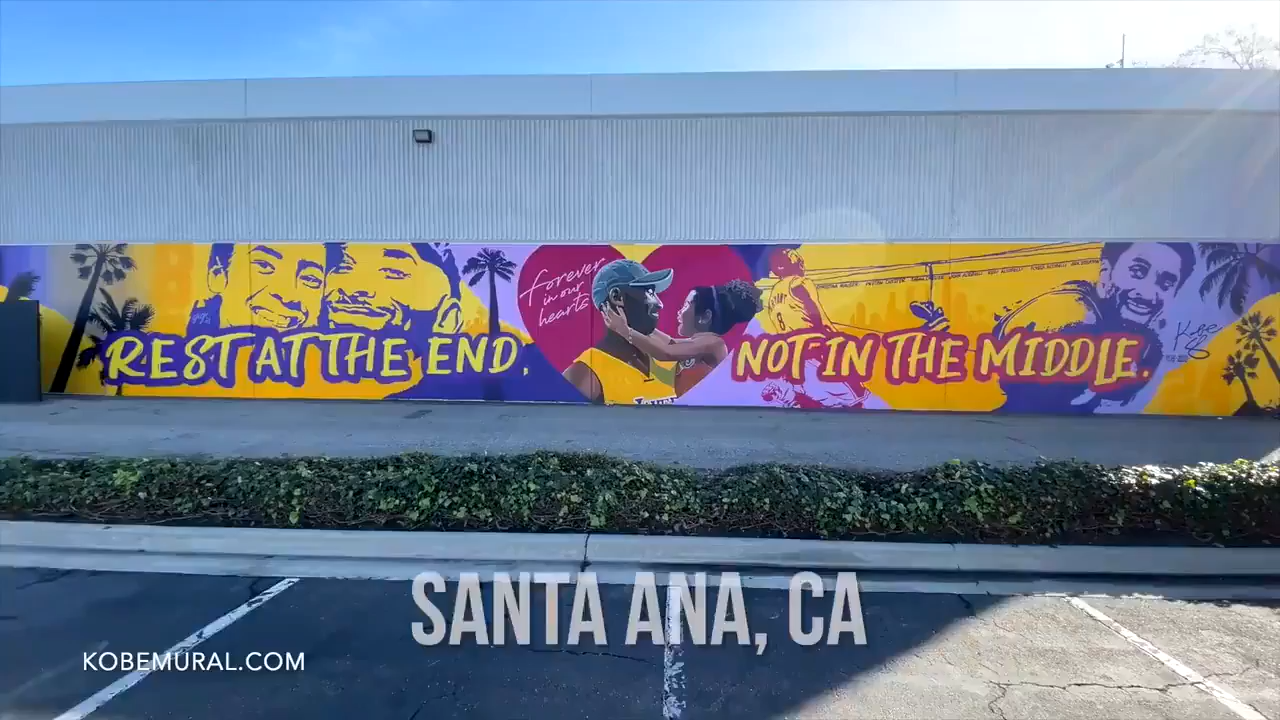 forever
in our
hearts
REST AT THE END,
NOT IN THE MIDDLE.
Kobe
SANTA ANA, CA
KOBEMURAL.COM